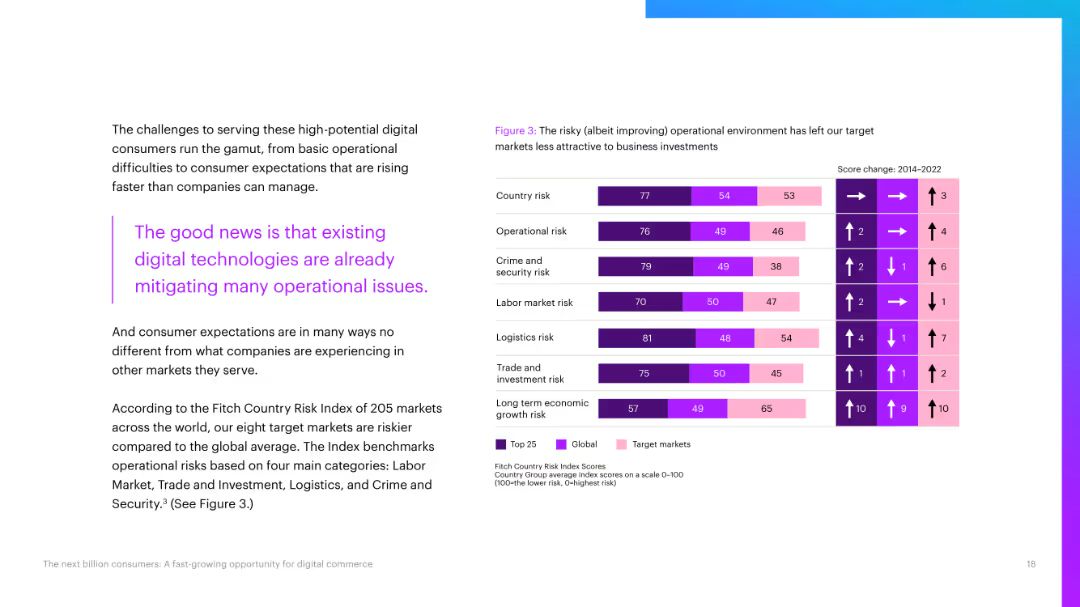 The challenges to serving these high-potential digital
consumers run the gamut, from basic operational
difficulties to consumer expectations that are rising
faster than companies can manage.
The good news is that existing
digital technologies are already
mitigating many operational issues.
And consumer expectations are in many ways no
different from what companies are experiencing in
other markets they serve.
According to the Fitch Country Risk Index of 205 markets
across the world, our eight target markets are riskier
compared to the global average. The Index benchmarks
operational risks based on four main categories: Labor
Market, Trade and Investment, Logistics, and Crime and
Security.³ (See Figure 3.)
Figure 3: The risky (albeit improving) operational environment has left our target
markets less attractive to business investments
Score change: 2014–2022
Country risk 77 54 53 → → ↑ 3
Operational risk 76 49 46 ↑ 2 → ↑ 4
Crime and
security risk 79 49 38 ↑ 2 ↓ 1 ↑ 6
Labor market risk 70 50 47 ↑ 2 → ↓ 1
Logistics risk 81 48 54 ↑ 4 ↓ 1 ↑ 7
Trade and
investment risk 75 50 45 ↑ 1 ↑ 1 ↑ 2
Long term economic
growth risk 57 49 65 ↑ 10 ↑ 9 ↑ 10
Top 25 Global Target markets
Fitch Country Risk Index Scores
Country Group average index scores on a scale 0–100
(100=the lower risk, 0=highest risk)
The next billion consumers: A fast-growing opportunity for digital commerce
18